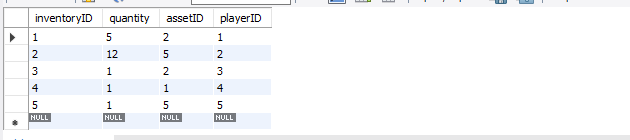 inventoryID quantity assetID playerID
1 5 2 1
2 12 5 2
3 1 2 3
4 1 1 4
5 1 5 5
NULL NULL NULL NULL